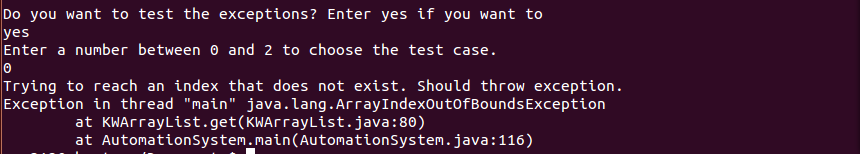 Do you want to test the exceptions? Enter yes if you want to
yes
Enter a number between 0 and 2 to choose the test case.
0
Trying to reach an index that does not exist. Should throw exception.
Exception in thread "main" java.lang.ArrayIndexOutOfBoundsException
        at KWArrayList.get(KWArrayList.java:80)
        at AutomationSystem.main(AutomationSystem.java:116)